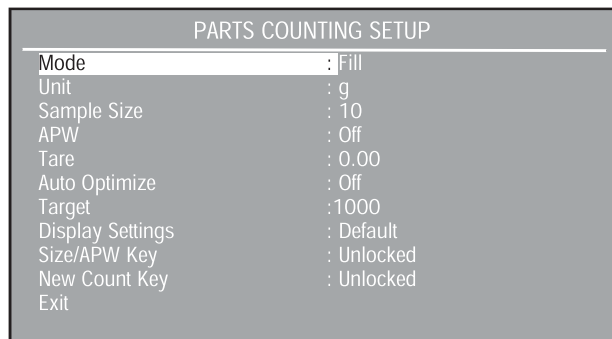 PARTS COUNTING SETUP
Mode : Fill
Unit : g
Sample Size : 10
APW : Off
Tare : 0.00
Auto Optimize : Off
Target :1000
Display Settings : Default
Size/APW Key : Unlocked
New Count Key : Unlocked
Exit